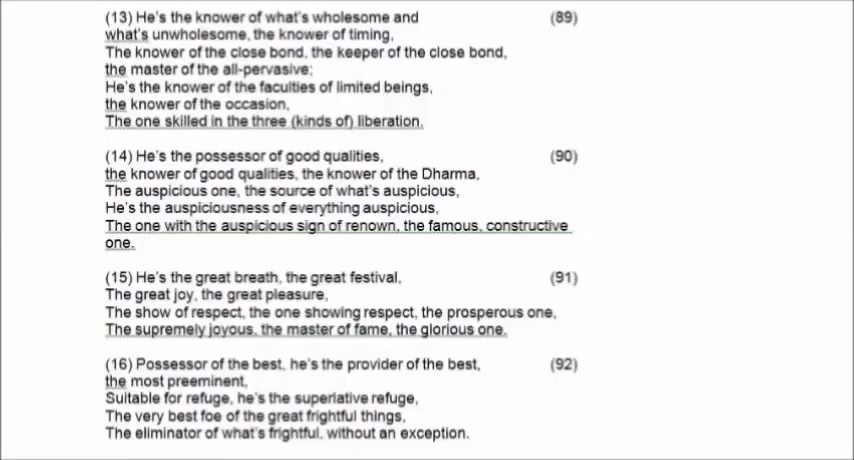 (13) He's the knower of what's wholesome and (89)
what's unwholesome, the knower of timing,
The knower of the close bond, the keeper of the close bond,
the master of the all-pervasive;
He's the knower of the faculties of limited beings,
the knower of the occasion,
The one skilled in the three (kinds of) liberation.
(14) He's the possessor of good qualities, (90)
the knower of good qualities, the knower of the Dharma,
The auspicious one, the source of what's auspicious,
He's the auspiciousness of everything auspicious,
The one with the auspicious sign of renown, the famous, constructive
one.
(15) He's the great breath, the great festival, (91)
The great joy, the great pleasure,
The show of respect, the one showing respect, the prosperous one,
The supremely joyous, the master of fame, the glorious one.
(16) Possessor of the best, he's the provider of the best, (92)
the most preeminent,
Suitable for refuge, he's the superlative refuge,
The very best foe of the great frightful things,
The eliminator of what's frightful, without an exception.